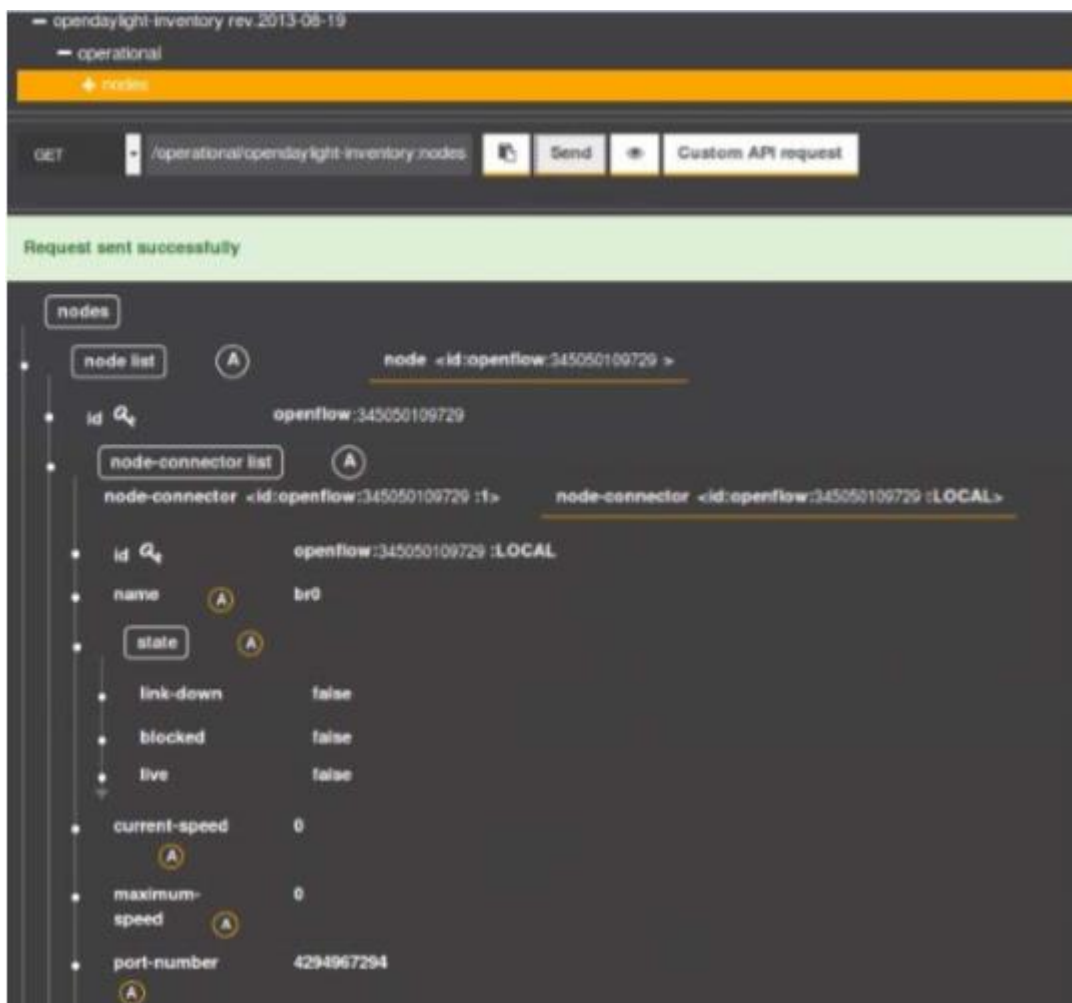 opendaylight-inventory rev.2013-08-19
operational
nodes
GET /operational/opendaylight-inventory:nodes Send Custom API request
Request sent successfully
nodes
node list A node <id:openflow:345050109729 >
id openflow:345050109729
node-connector list A
node-connector <id:openflow:345050109729 :1> node-connector <id:openflow:345050109729 :LOCAL>
id openflow:345050109729 :LOCAL
name A br0
state A
link-down false
blocked false
live false
current-speed 0
A
maximum- 0
speed A
port-number 4294967294
A